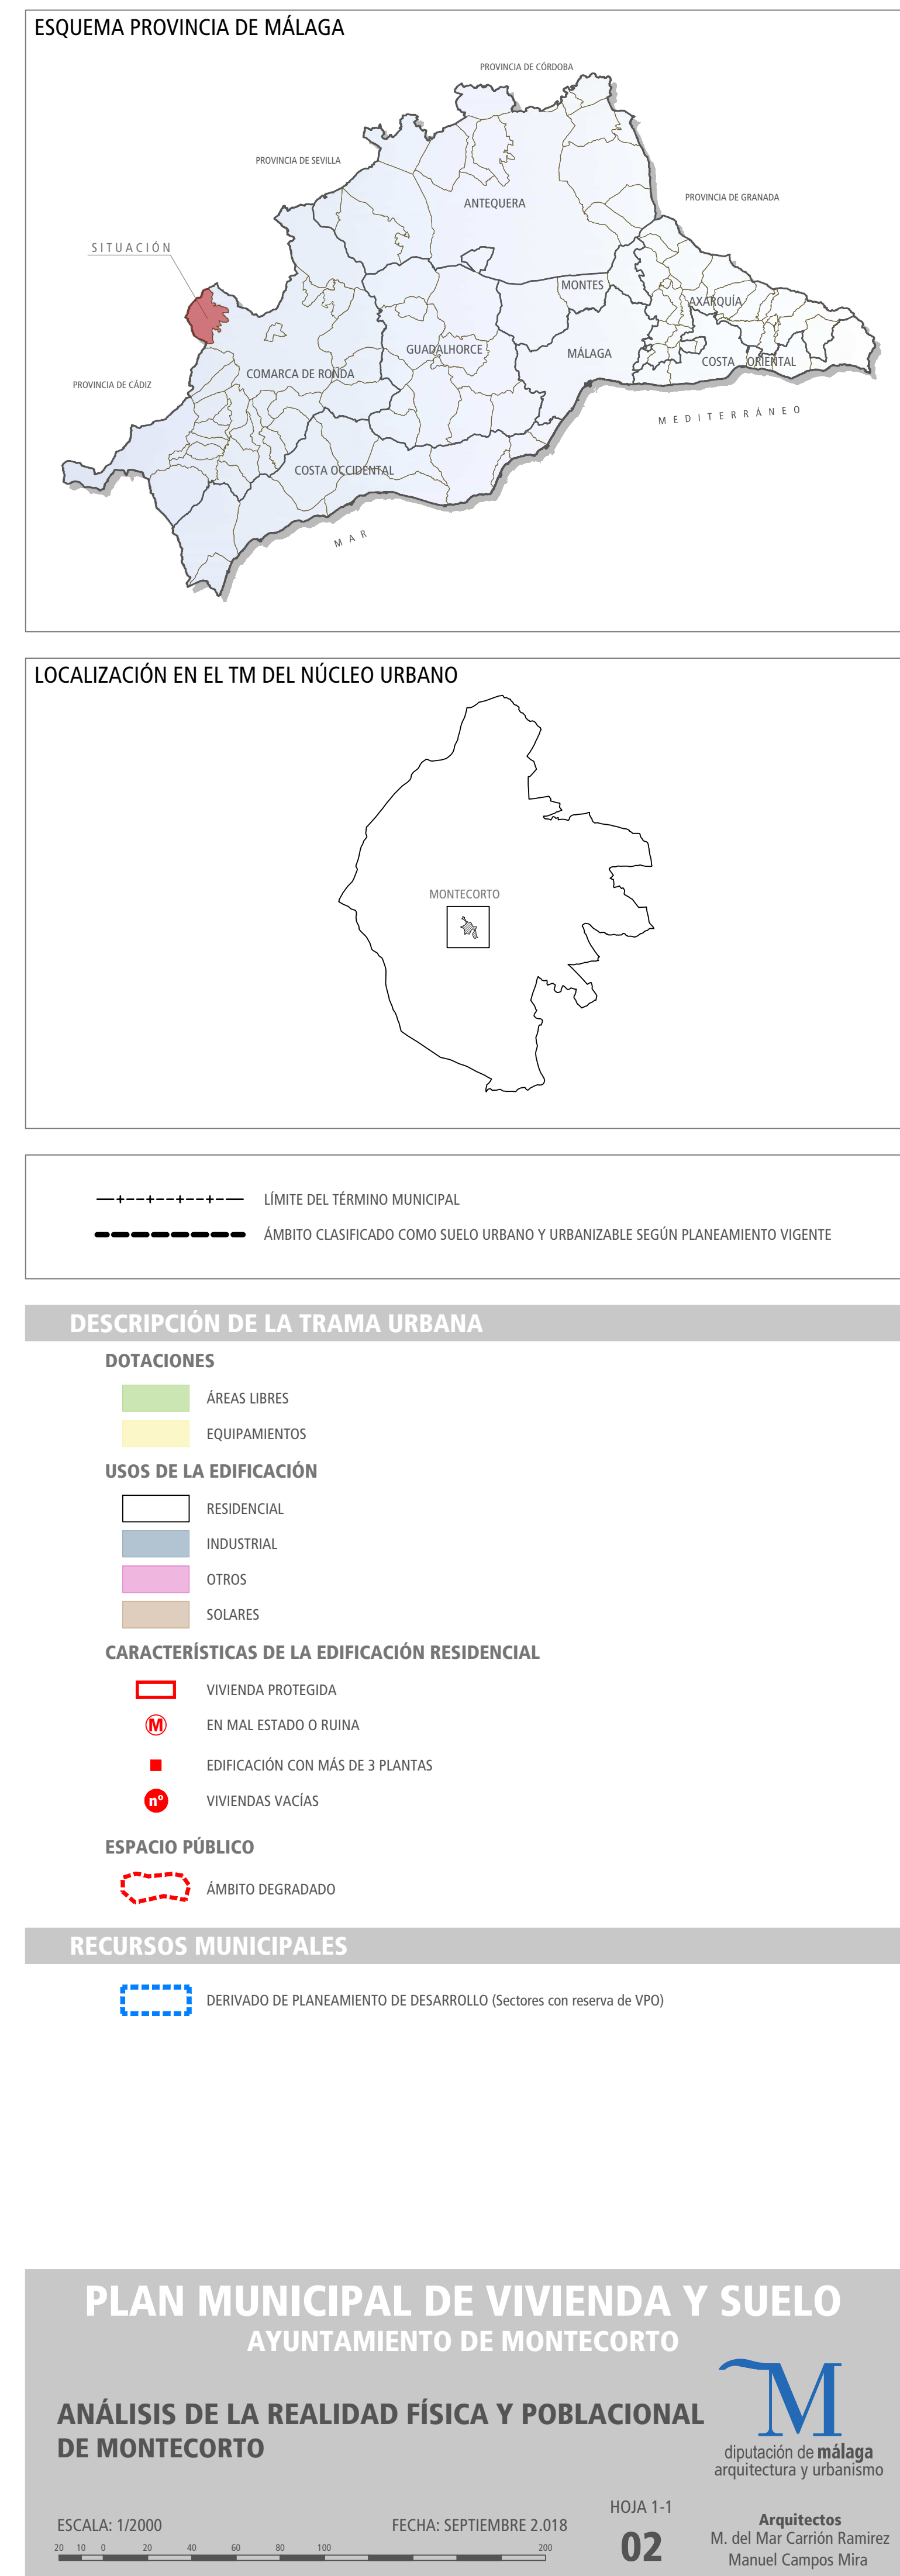 ESQUEMA PROVINCIA DE MÁLAGA
PROVINCIA DE CÓRDOBA
PROVINCIA DE SEVILLA
PROVINCIA DE GRANADA
ANTEQUERA
SITUACIÓN
MONTES
AXARQUÍA
GUADALHORCE
MÁLAGA
COSTA ORIENTAL
COMARCA DE RONDA
PROVINCIA DE CÁDIZ
MEDITERRÁNEO
COSTA OCCIDENTAL
MAR
LOCALIZACIÓN EN EL TM DEL NÚCLEO URBANO
MONTECORTO
LÍMITE DEL TÉRMINO MUNICIPAL
ÁMBITO CLASIFICADO COMO SUELO URBANO Y URBANIZABLE SEGÚN PLANEAMIENTO VIGENTE
DESCRIPCIÓN DE LA TRAMA URBANA
DOTACIONES
ÁREAS LIBRES
EQUIPAMIENTOS
USOS DE LA EDIFICACIÓN
RESIDENCIAL
INDUSTRIAL
OTROS
SOLARES
CARACTERÍSTICAS DE LA EDIFICACIÓN RESIDENCIAL
VIVIENDA PROTEGIDA
M EN MAL ESTADO O RUINA
EDIFICACIÓN CON MÁS DE 3 PLANTAS
nº VIVIENDAS VACÍAS
ESPACIO PÚBLICO
ÁMBITO DEGRADADO
RECURSOS MUNICIPALES
DERIVADO DE PLANEAMIENTO DE DESARROLLO (Sectores con reserva de VPO)
PLAN MUNICIPAL DE VIVIENDA Y SUELO
AYUNTAMIENTO DE MONTECORTO
ANÁLISIS DE LA REALIDAD FÍSICA Y POBLACIONAL
DE MONTECORTO
M
diputación de málaga
arquitectura y urbanismo
ESCALA: 1/2000
FECHA: SEPTIEMBRE 2.018
HOJA 1-1
02
20 10 0 20 40 60 80 100 200
Arquitectos
M. del Mar Carrión Ramirez
Manuel Campos Mira